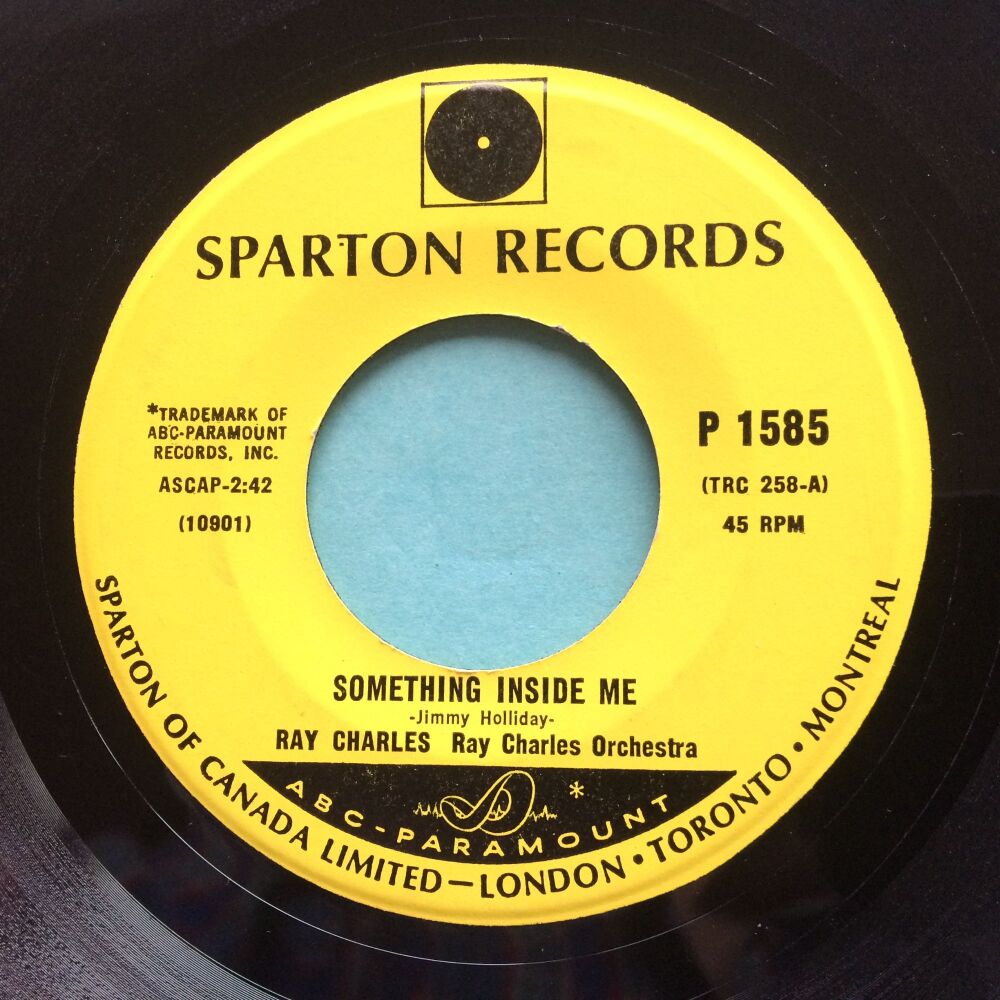 SPARTON RECORDS
*TRADEMARK OF
ABC-PARAMOUNT
RECORDS, INC.
ASCAP-2:42
(10901)
P 1585
(TRC 258-A)
45 RPM
SOMETHING INSIDE ME
-Jimmy Holliday-
RAY CHARLES Ray Charles Orchestra
ABC-PARAMOUNT *
SPARTON OF CANADA LIMITED—LONDON • TORONTO • MONTREAL